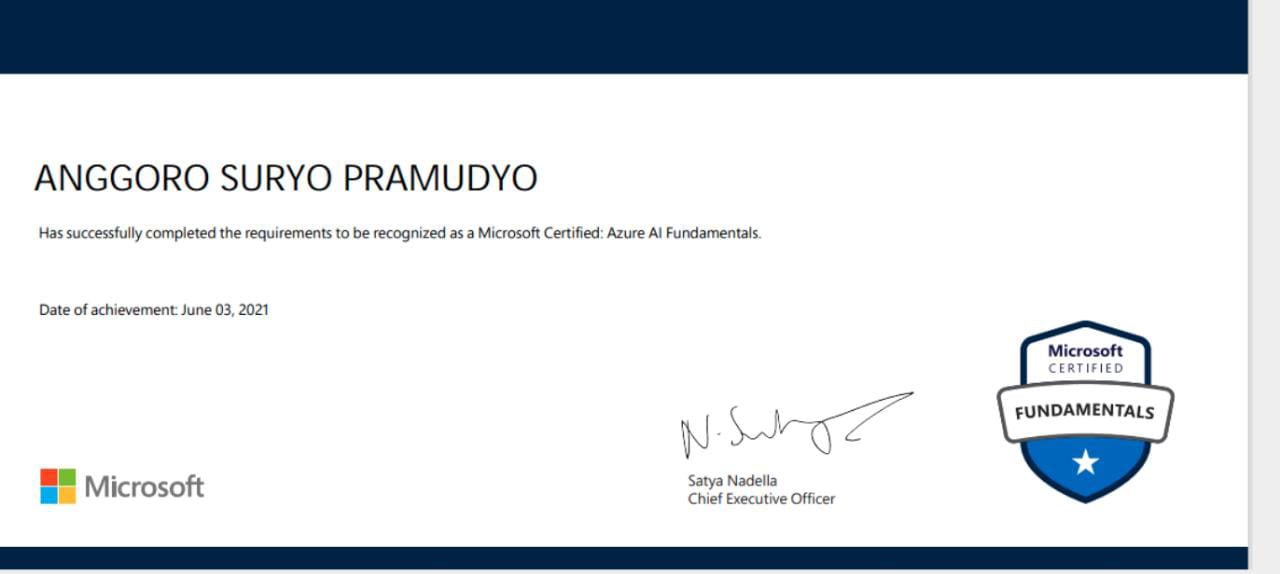 ANGGORO SURYO PRAMUDYO
Has successfully completed the requirements to be recognized as a Microsoft Certified: Azure AI Fundamentals.
Date of achievement: June 03, 2021
Microsoft
CERTIFIED
FUNDAMENTALS
Satya Nadella
Chief Executive Officer
Microsoft